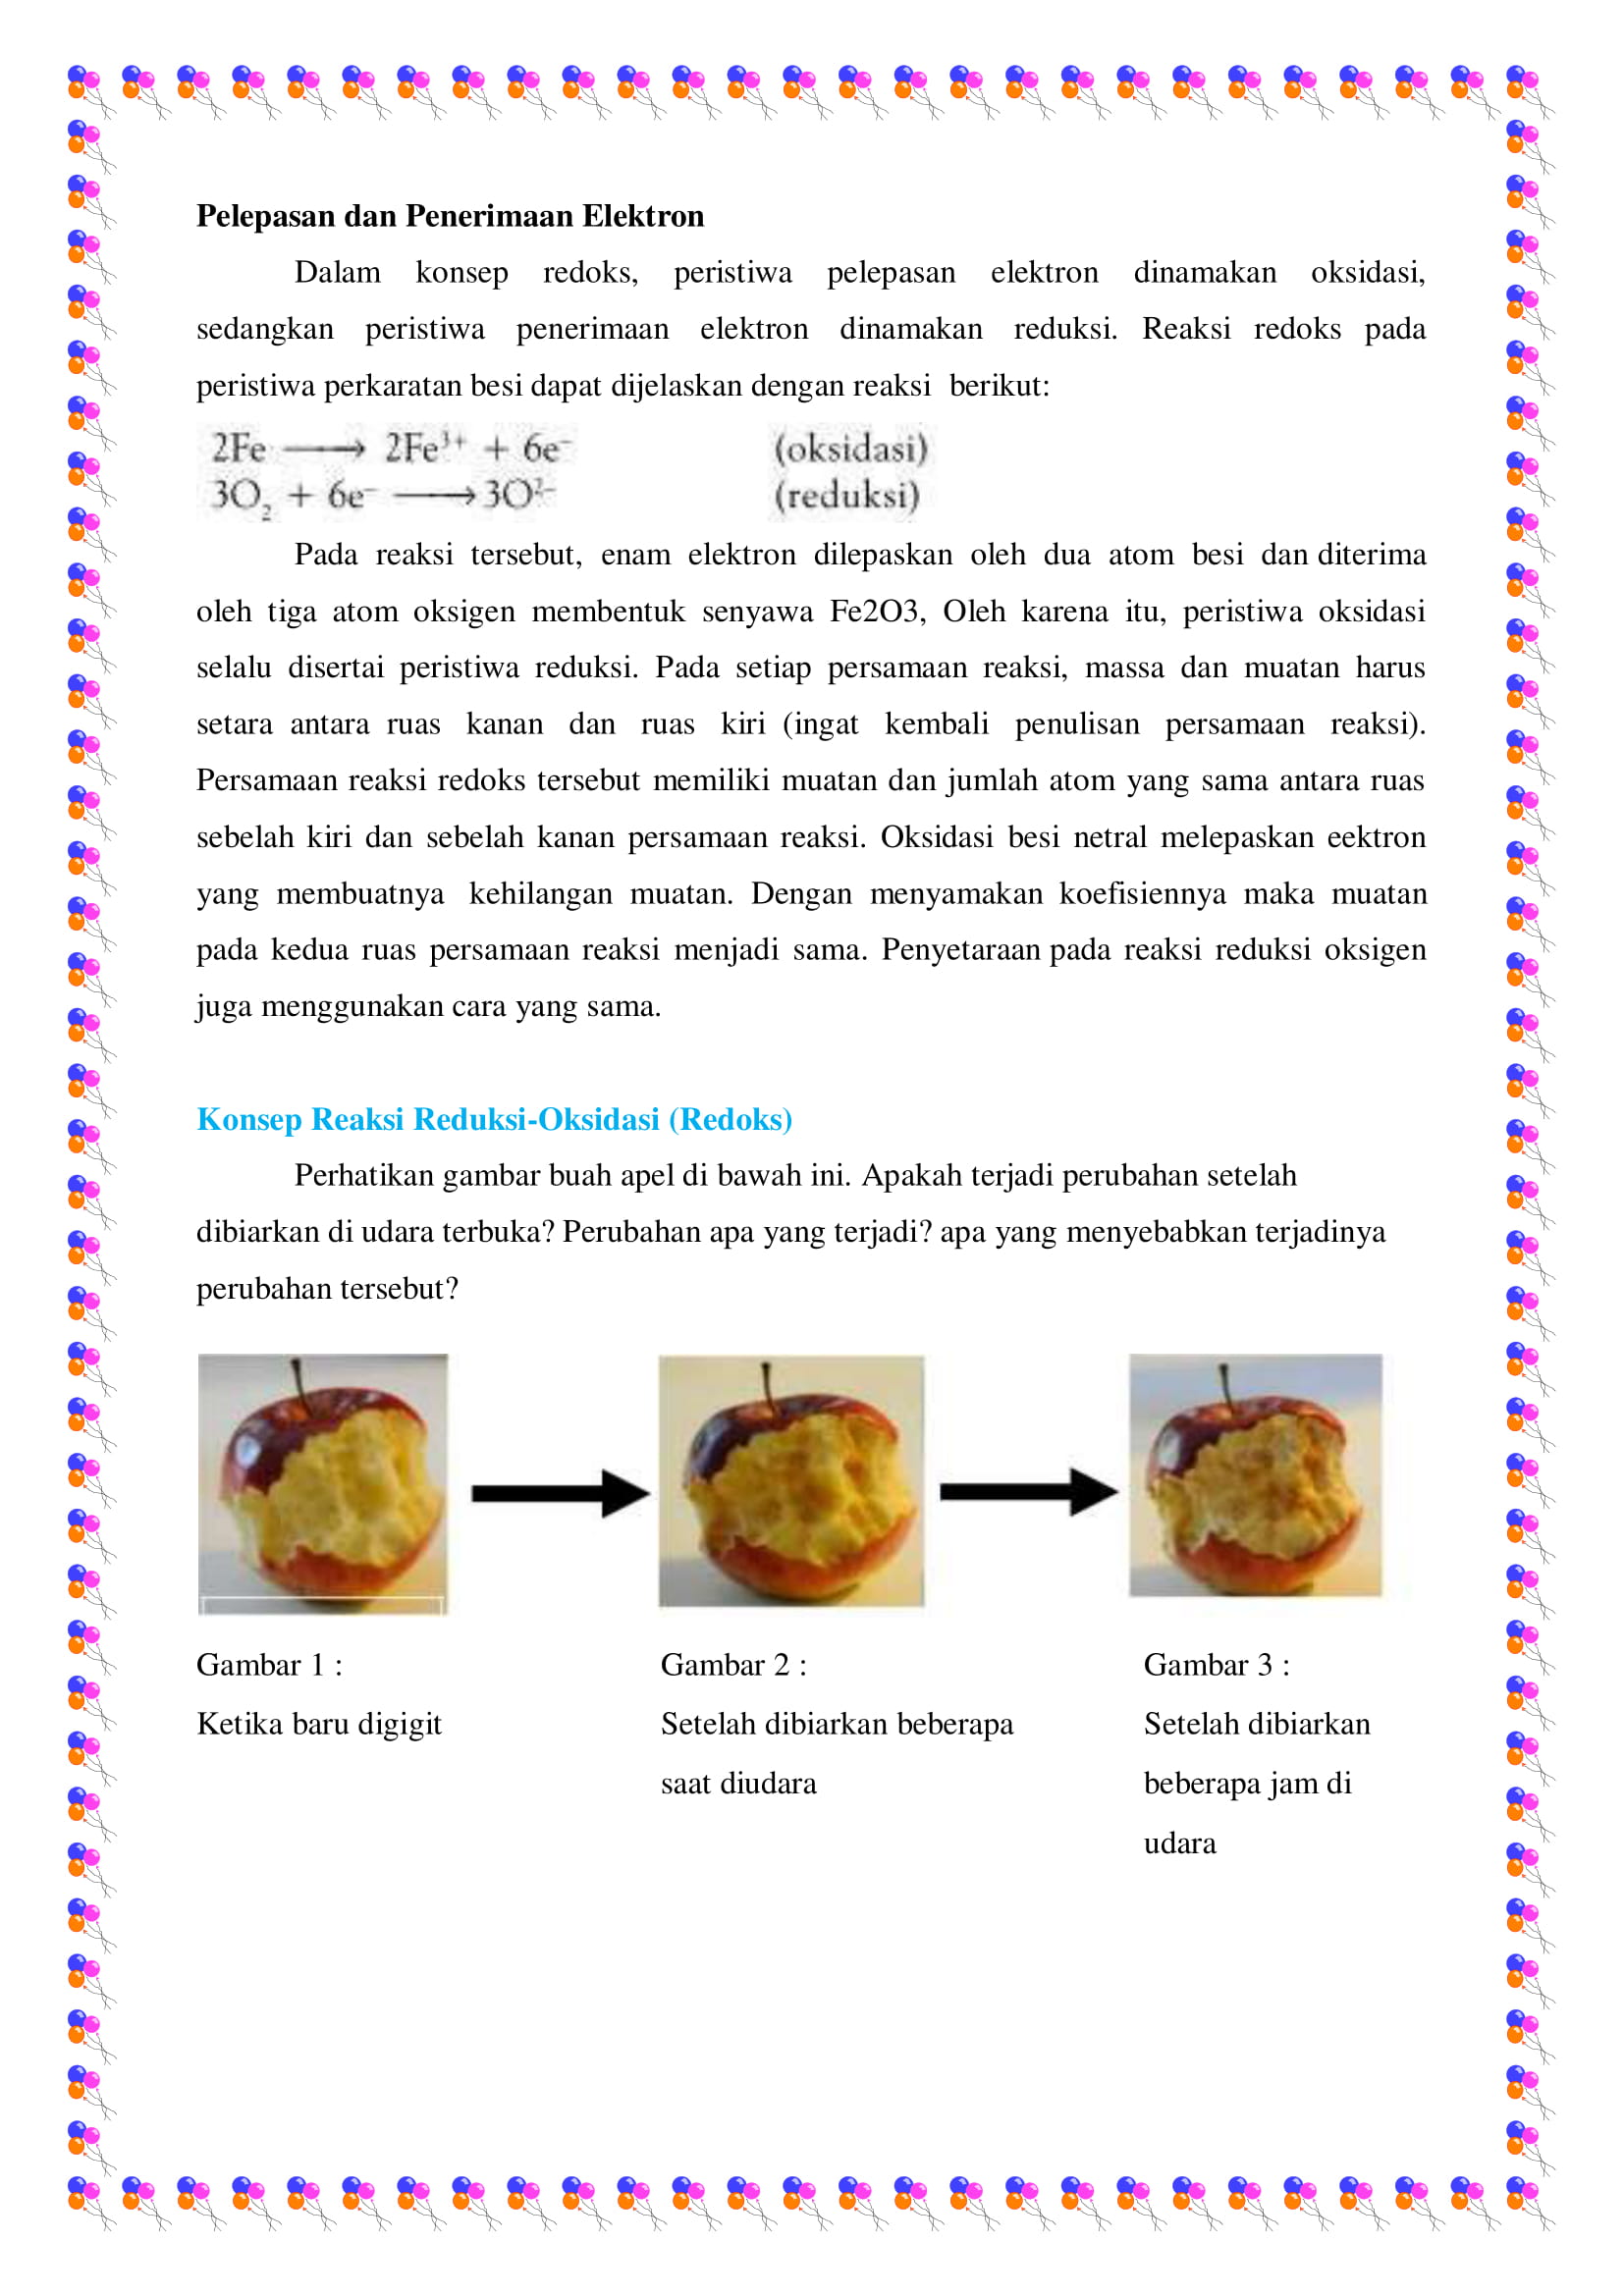 Pelepasan dan Penerimaan Elektron
Dalam konsep redoks, peristiwa pelepasan elektron dinamakan oksidasi,
sedangkan peristiwa penerimaan elektron dinamakan reduksi. Reaksi redoks pada
peristiwa perkaratan besi dapat dijelaskan dengan reaksi berikut:
2Fe ⟶ 2Fe³⁺ + 6e⁻ (oksidasi)
3O₂ + 6e⁻ ⟶ 3O²⁻ (reduksi)
Pada reaksi tersebut, enam elektron dilepaskan oleh dua atom besi dan diterima
oleh tiga atom oksigen membentuk senyawa Fe2O3, Oleh karena itu, peristiwa oksidasi
selalu disertai peristiwa reduksi. Pada setiap persamaan reaksi, massa dan muatan harus
setara antara ruas kanan dan ruas kiri (ingat kembali penulisan persamaan reaksi).
Persamaan reaksi redoks tersebut memiliki muatan dan jumlah atom yang sama antara ruas
sebelah kiri dan sebelah kanan persamaan reaksi. Oksidasi besi netral melepaskan eektron
yang membuatnya kehilangan muatan. Dengan menyamakan koefisiennya maka muatan
pada kedua ruas persamaan reaksi menjadi sama. Penyetaraan pada reaksi reduksi oksigen
juga menggunakan cara yang sama.
Konsep Reaksi Reduksi-Oksidasi (Redoks)
Perhatikan gambar buah apel di bawah ini. Apakah terjadi perubahan setelah
dibiarkan di udara terbuka? Perubahan apa yang terjadi? apa yang menyebabkan terjadinya
perubahan tersebut?
Gambar 1 :
Ketika baru digigit
Gambar 2 :
Setelah dibiarkan beberapa
saat diudara
Gambar 3 :
Setelah dibiarkan
beberapa jam di
udara